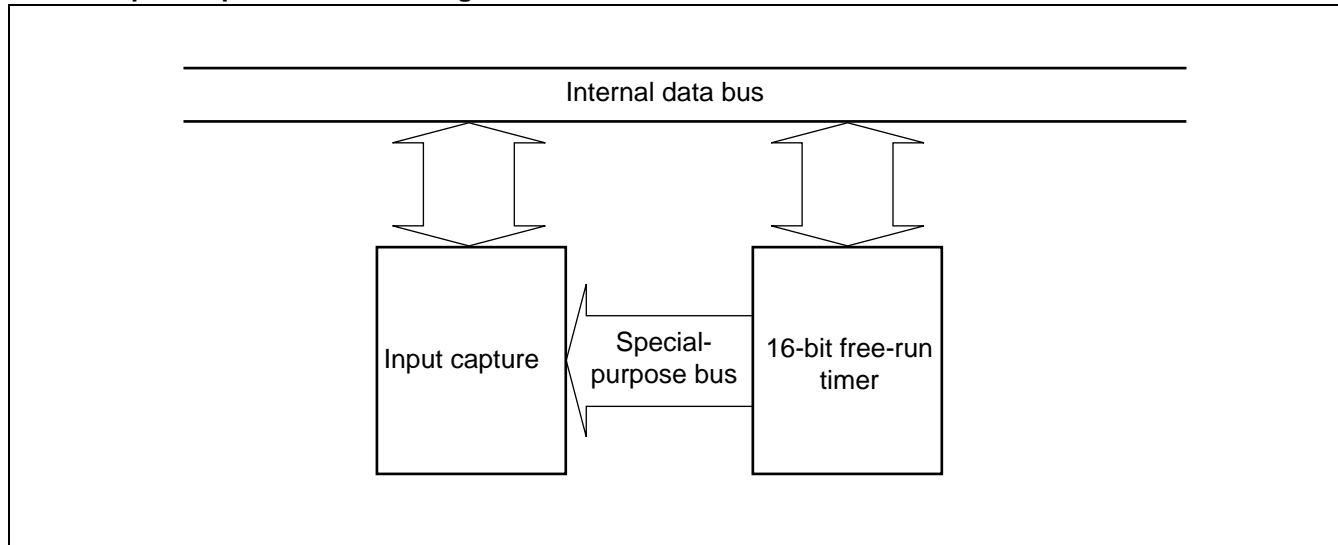 Internal data bus
Input capture
Special-
purpose bus
16-bit free-run
timer